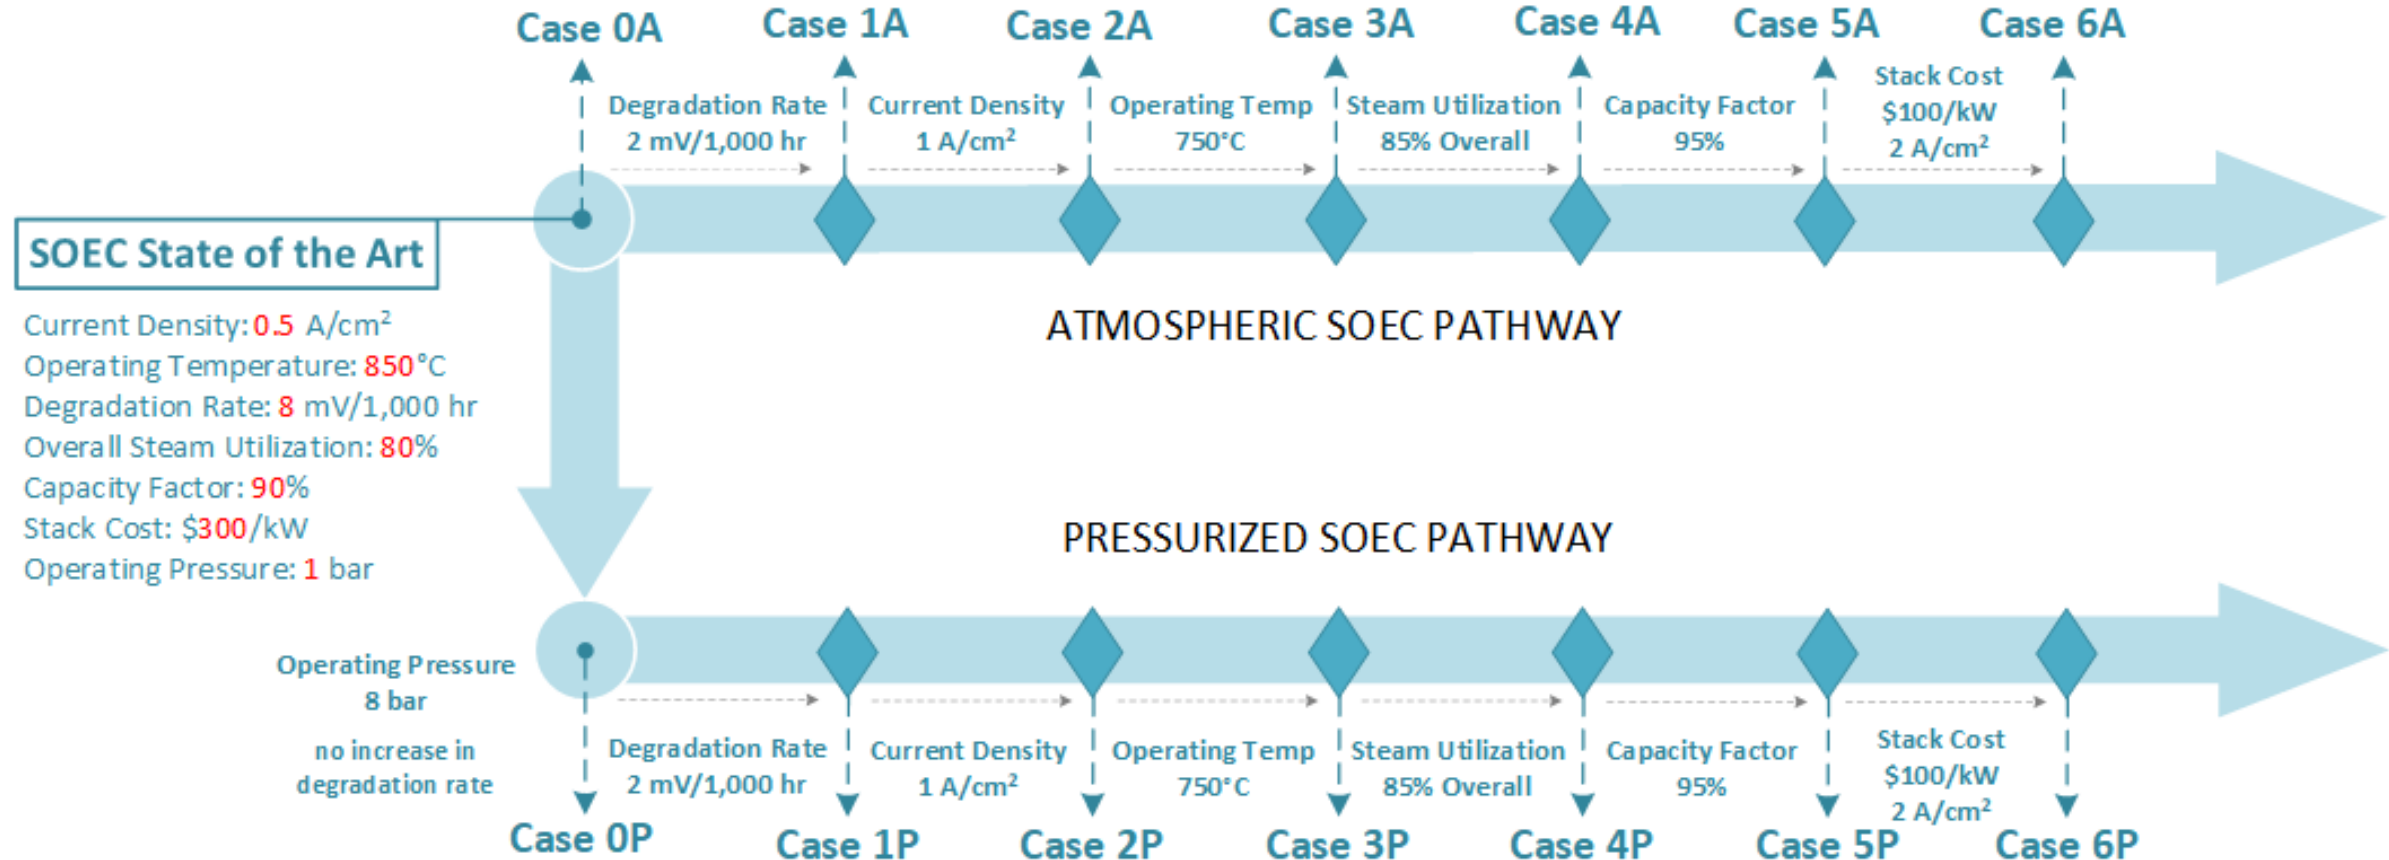 Case 0A
Case 1A
Case 2A
Case 3A
Case 4A
Case 5A
Case 6A
Degradation Rate
2 mV/1,000 hr
Current Density
1 A/cm²
Operating Temp
750°C
Steam Utilization
85% Overall
Capacity Factor
95%
Stack Cost
$100/kW
2 A/cm²
SOEC State of the Art
Current Density: 0.5 A/cm²
Operating Temperature: 850°C
Degradation Rate: 8 mV/1,000 hr
Overall Steam Utilization: 80%
Capacity Factor: 90%
Stack Cost: $300/kW
Operating Pressure: 1 bar
ATMOSPHERIC SOEC PATHWAY
PRESSURIZED SOEC PATHWAY
Operating Pressure
8 bar
no increase in
degradation rate
Degradation Rate
2 mV/1,000 hr
Current Density
1 A/cm²
Operating Temp
750°C
Steam Utilization
85% Overall
Capacity Factor
95%
Stack Cost
$100/kW
2 A/cm²
Case 0P
Case 1P
Case 2P
Case 3P
Case 4P
Case 5P
Case 6P